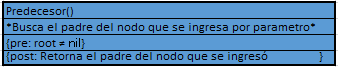 Predecesor()
*Busca el padre del nodo que se ingresa por parametro*
{pre: root ≠ nil}
{post: Retorna el padre del nodo que se ingresó }